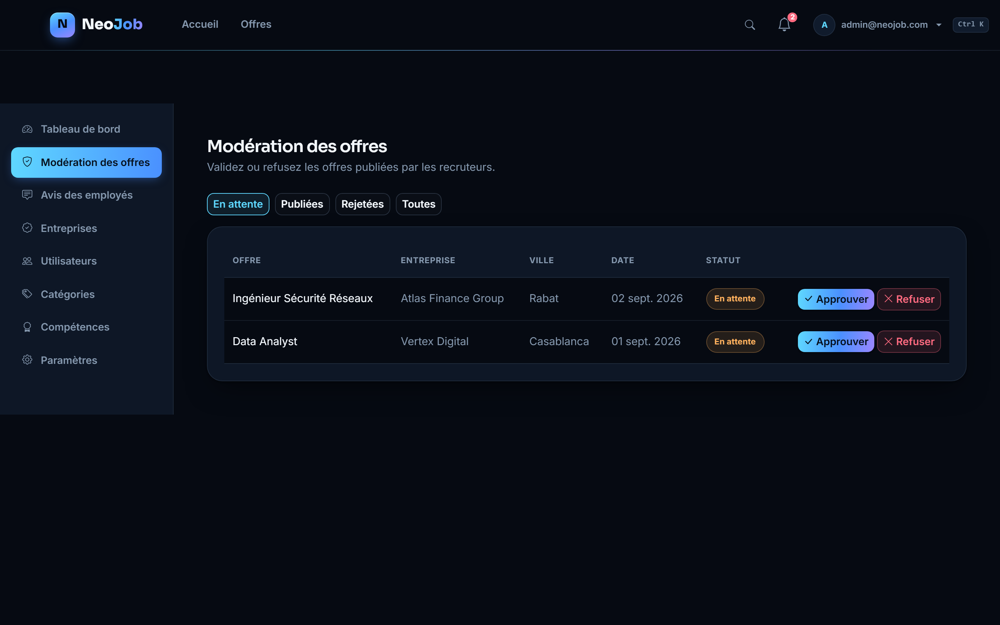 N NeoJob Accueil Offres 2 A admin@neojob.com Ctrl K
Tableau de bord
Modération des offres
Avis des employés
Entreprises
Utilisateurs
Catégories
Compétences
Paramètres
Modération des offres
Validez ou refusez les offres publiées par les recruteurs.
En attente Publiées Rejetées Toutes
OFFRE ENTREPRISE VILLE DATE STATUT
Ingénieur Sécurité Réseaux Atlas Finance Group Rabat 02 sept. 2026 En attente Approuver Refuser
Data Analyst Vertex Digital Casablanca 01 sept. 2026 En attente Approuver Refuser